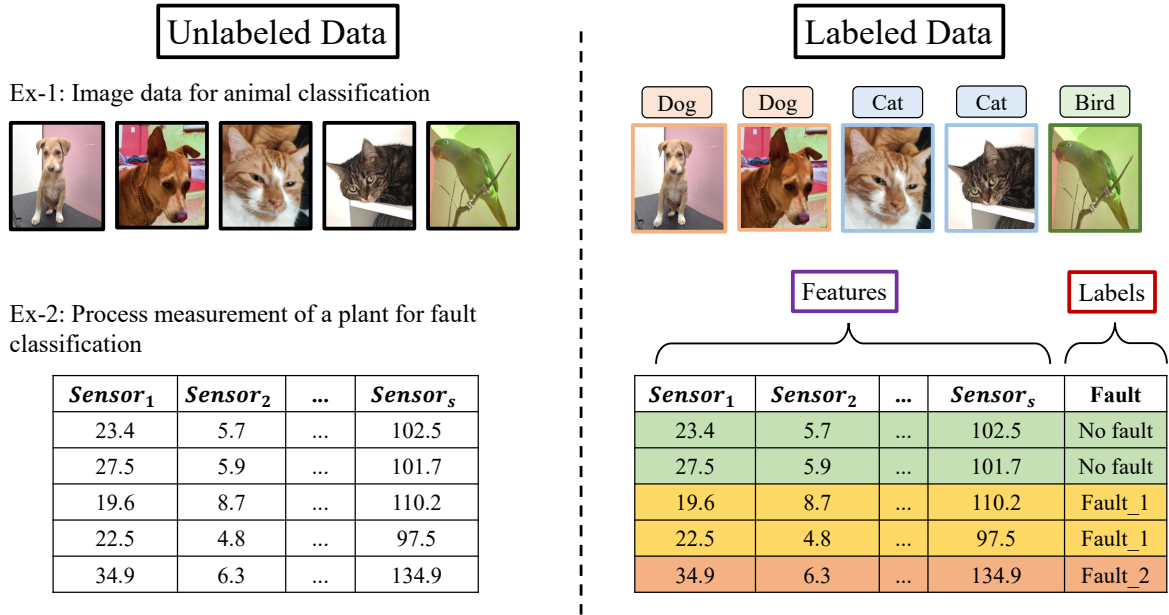 Unlabeled Data
Ex-1: Image data for animal classification
Ex-2: Process measurement of a plant for fault
classification
Sensor₁ Sensor₂ ... Sensorₛ
23.4 5.7 ... 102.5
27.5 5.9 ... 101.7
19.6 8.7 ... 110.2
22.5 4.8 ... 97.5
34.9 6.3 ... 134.9
Labeled Data
Dog Dog Cat Cat Bird
Features Labels
Sensor₁ Sensor₂ ... Sensorₛ Fault
23.4 5.7 ... 102.5 No fault
27.5 5.9 ... 101.7 No fault
19.6 8.7 ... 110.2 Fault_1
22.5 4.8 ... 97.5 Fault_1
34.9 6.3 ... 134.9 Fault_2